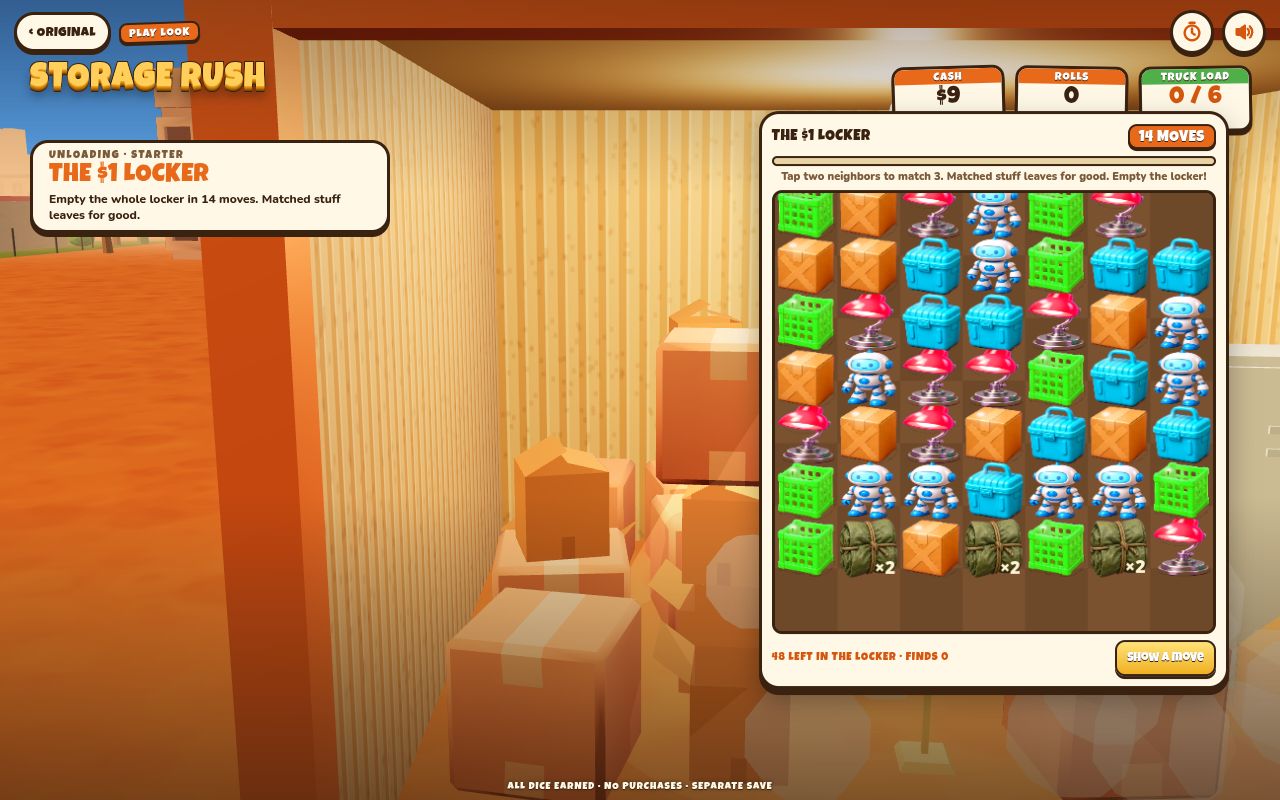 ‹ ORIGINAL
PLAY LOOK
STORAGE RUSH
CASH
$9
ROLLS
0
TRUCK LOAD
0 / 6
UNLOADING · STARTER
THE $1 LOCKER
Empty the whole locker in 14 moves. Matched stuff
leaves for good.
THE $1 LOCKER
14 MOVES
Tap two neighbors to match 3. Matched stuff leaves for good. Empty the locker!
×2
×2
×2
48 LEFT IN THE LOCKER · FINDS 0
SHOW A MOVE
ALL DICE EARNED · NO PURCHASES · SEPARATE SAVE